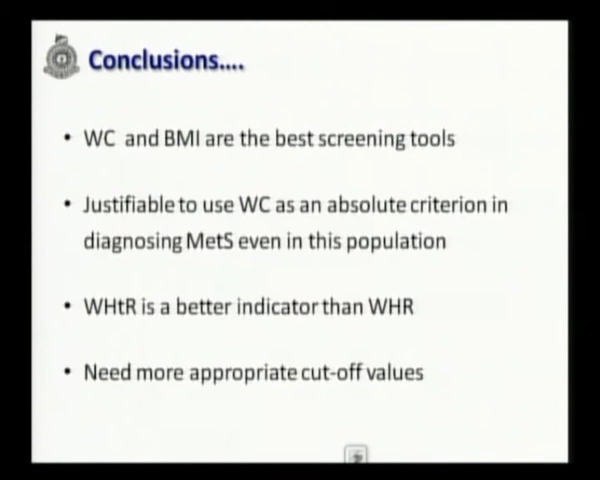 Conclusions....
• WC and BMI are the best screening tools
• Justifiable to use WC as an absolute criterion in
diagnosing MetS even in this population
• WHtR is a better indicator than WHR
• Need more appropriate cut-off values